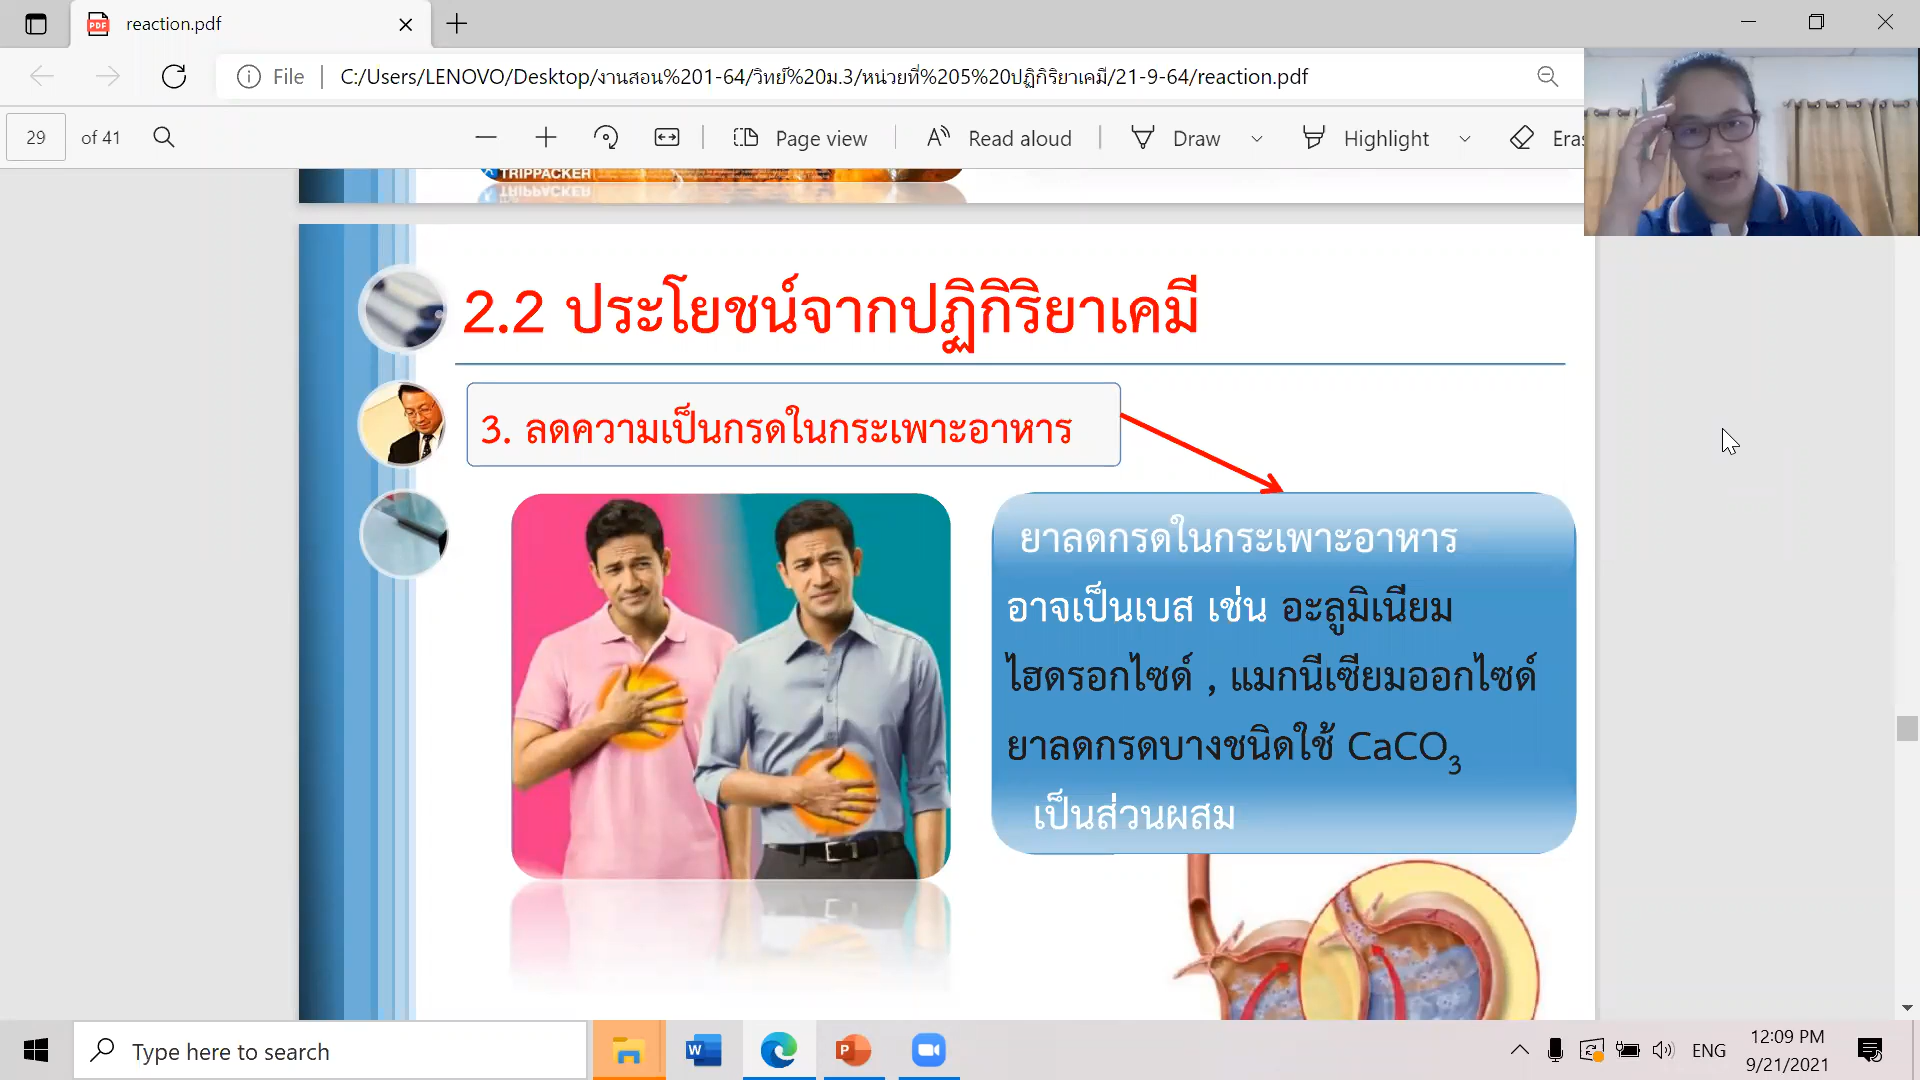 reaction.pdf
File
C:/Users/LENOVO/Desktop/งานสอน%201-64/วิทย์%20ม.3/หน่วยที่%205%20ปฏิกิริยาเคมี/21-9-64/reaction.pdf
29 of 41
Page view
Read aloud
Draw
Highlight
Eras
TRIPPACKER
2.2 ประโยชน์จากปฏิกิริยาเคมี
3. ลดความเป็นกรดในกระเพาะอาหาร
ยาลดกรดในกระเพาะอาหาร
อาจเป็นเบส เช่น อะลูมิเนียม
ไฮดรอกไซด์ , แมกนีเซียมออกไซด์
ยาลดกรดบางชนิดใช้ CaCO₃
เป็นส่วนผสม
Type here to search
ENG
12:09 PM
9/21/2021